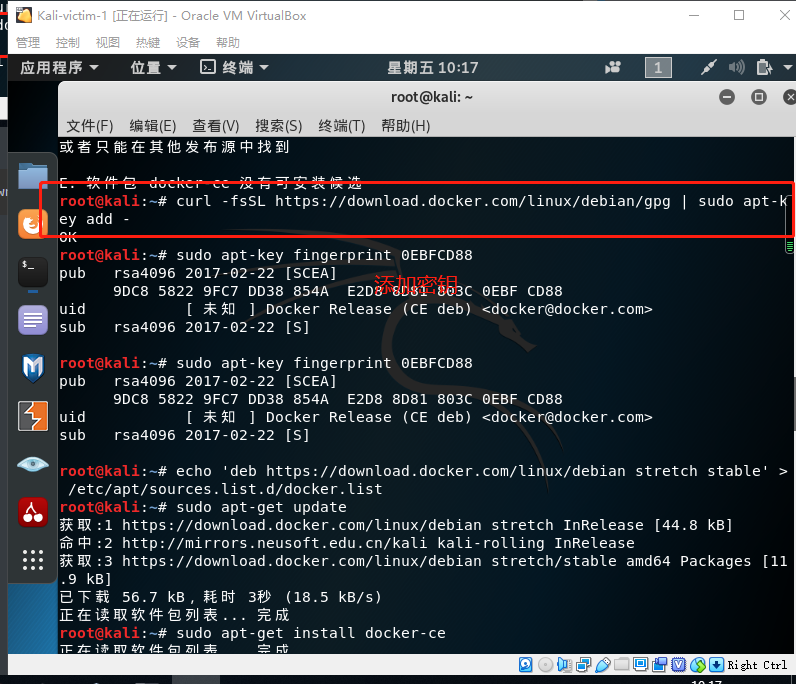 Kali-victim-1 [正在运行] - Oracle VM VirtualBox
管理 控制 视图 热键 设备 帮助
应用程序 位置 终端 星期五 10:17 1
root@kali: ~
文件(F) 编辑(E) 查看(V) 搜索(S) 终端(T) 帮助(H)
或者只能在其他发布源中找到
E: 软件包 docker-ce 没有可安装候选
root@kali:~# curl -fsSL https://download.docker.com/linux/debian/gpg | sudo apt-k
ey add -
OK
root@kali:~# sudo apt-key fingerprint 0EBFCD88
pub rsa4096 2017-02-22 [SCEA]
添加密钥
9DC8 5822 9FC7 DD38 854A E2D8 8D81 803C 0EBF CD88
uid [ 未知 ] Docker Release (CE deb) <docker@docker.com>
sub rsa4096 2017-02-22 [S]
root@kali:~# sudo apt-key fingerprint 0EBFCD88
pub rsa4096 2017-02-22 [SCEA]
9DC8 5822 9FC7 DD38 854A E2D8 8D81 803C 0EBF CD88
uid [ 未知 ] Docker Release (CE deb) <docker@docker.com>
sub rsa4096 2017-02-22 [S]
root@kali:~# echo 'deb https://download.docker.com/linux/debian stretch stable' >
/etc/apt/sources.list.d/docker.list
root@kali:~# sudo apt-get update
获取:1 https://download.docker.com/linux/debian stretch InRelease [44.8 kB]
命中:2 http://mirrors.neusoft.edu.cn/kali kali-rolling InRelease
获取:3 https://download.docker.com/linux/debian stretch/stable amd64 Packages [11
.9 kB]
已下载 56.7 kB，耗时 3秒 (18.5 kB/s)
正在读取软件包列表... 完成
root@kali:~# sudo apt-get install docker-ce
正在读取软件包列表... 完成
Right Ctrl
10:17